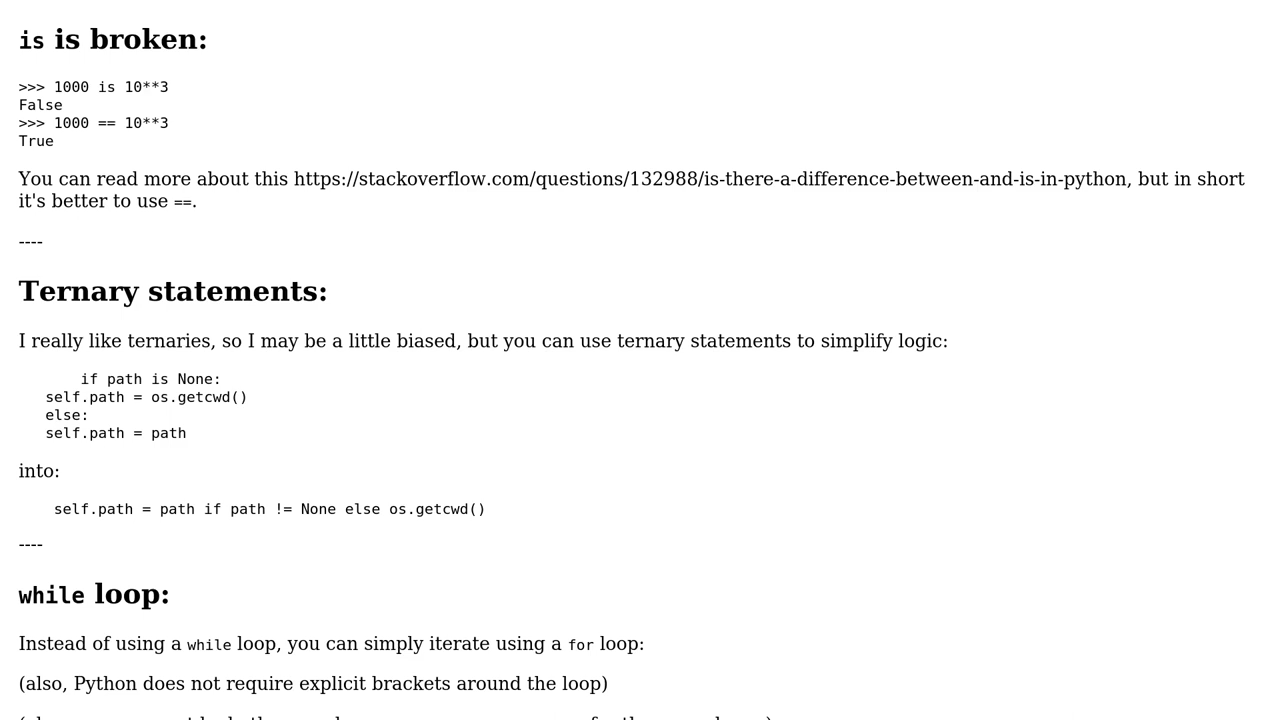 is is broken:
>>> 1000 is 10**3
False
>>> 1000 == 10**3
True
You can read more about this https://stackoverflow.com/questions/132988/is-there-a-difference-between-and-is-in-python, but in short
it's better to use ==.
----
Ternary statements:
I really like ternaries, so I may be a little biased, but you can use ternary statements to simplify logic:
if path is None:
self.path = os.getcwd()
else:
self.path = path
into:
self.path = path if path != None else os.getcwd()
----
while loop:
Instead of using a while loop, you can simply iterate using a for loop:
(also, Python does not require explicit brackets around the loop)